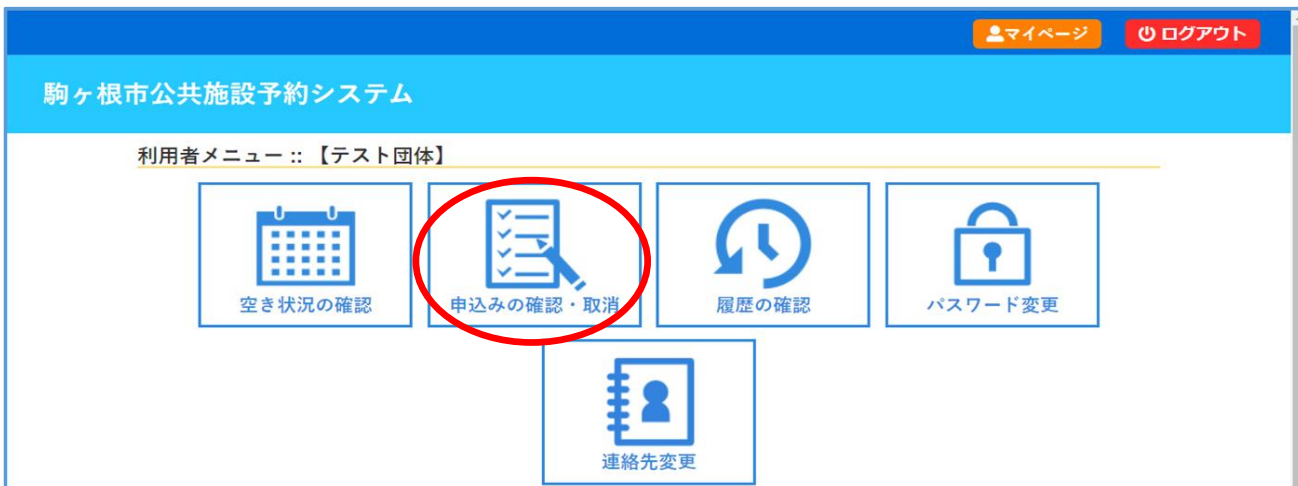 マイページ
ログアウト
駒ヶ根市公共施設予約システム
利用者メニュー :: 【テスト団体】
空き状況の確認
申込みの確認・取消
履歴の確認
パスワード変更
連絡先変更